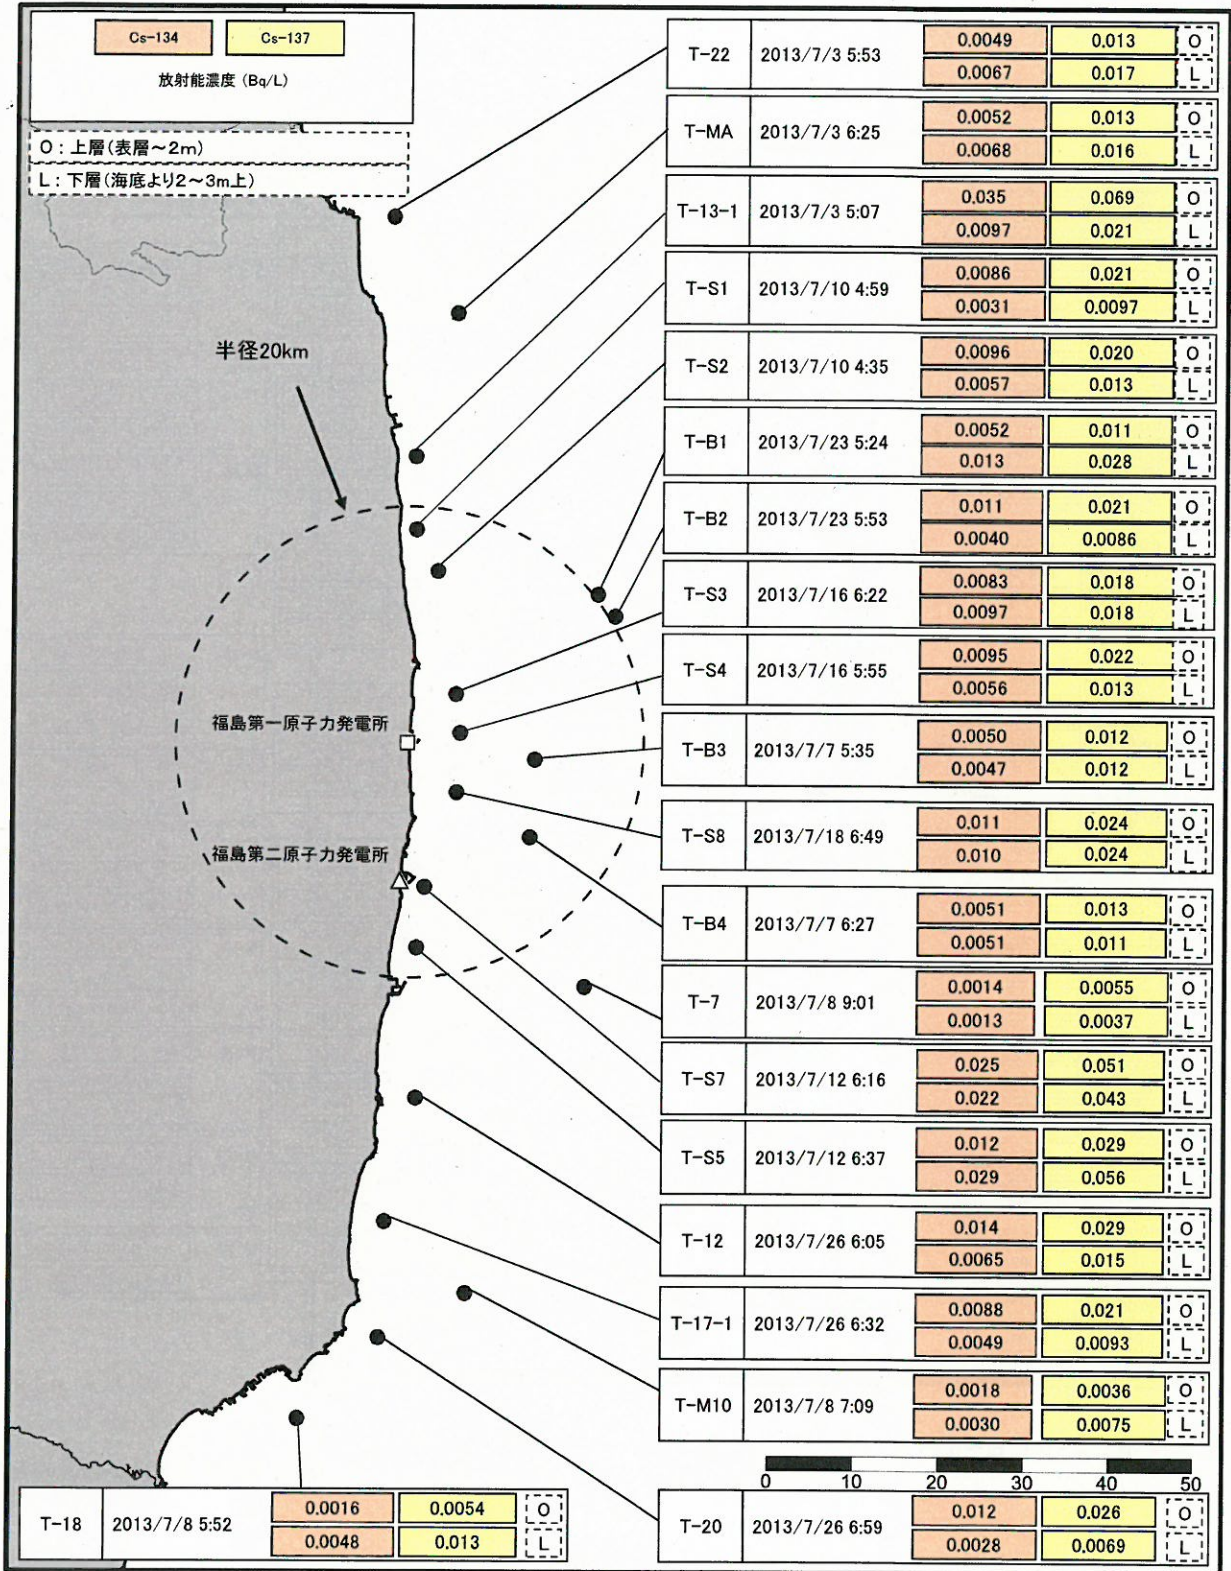 Cs-134 Cs-137
放射能濃度 (Bq/L)
O : 上層(表層～2m)
L : 下層(海底より2～3m上)
半径20km
福島第一原子力発電所
福島第二原子力発電所
T-22 2013/7/3 5:53 0.0049 0.013 O
0.0067 0.017 L
T-MA 2013/7/3 6:25 0.0052 0.013 O
0.0068 0.016 L
T-13-1 2013/7/3 5:07 0.035 0.069 O
0.0097 0.021 L
T-S1 2013/7/10 4:59 0.0086 0.021 O
0.0031 0.0097 L
T-S2 2013/7/10 4:35 0.0096 0.020 O
0.0057 0.013 L
T-B1 2013/7/23 5:24 0.0052 0.011 O
0.013 0.028 L
T-B2 2013/7/23 5:53 0.011 0.021 O
0.0040 0.0086 L
T-S3 2013/7/16 6:22 0.0083 0.018 O
0.0097 0.018 L
T-S4 2013/7/16 5:55 0.0095 0.022 O
0.0056 0.013 L
T-B3 2013/7/7 5:35 0.0050 0.012 O
0.0047 0.012 L
T-S8 2013/7/18 6:49 0.011 0.024 O
0.010 0.024 L
T-B4 2013/7/7 6:27 0.0051 0.013 O
0.0051 0.011 L
T-7 2013/7/8 9:01 0.0014 0.0055 O
0.0013 0.0037 L
T-S7 2013/7/12 6:16 0.025 0.051 O
0.022 0.043 L
T-S5 2013/7/12 6:37 0.012 0.029 O
0.029 0.056 L
T-12 2013/7/26 6:05 0.014 0.029 O
0.0065 0.015 L
T-17-1 2013/7/26 6:32 0.0088 0.021 O
0.0049 0.0093 L
T-M10 2013/7/8 7:09 0.0018 0.0036 O
0.0030 0.0075 L
0 10 20 30 40 50
T-18 2013/7/8 5:52 0.0016 0.0054 O
0.0048 0.013 L
T-20 2013/7/26 6:59 0.012 0.026 O
0.0028 0.0069 L